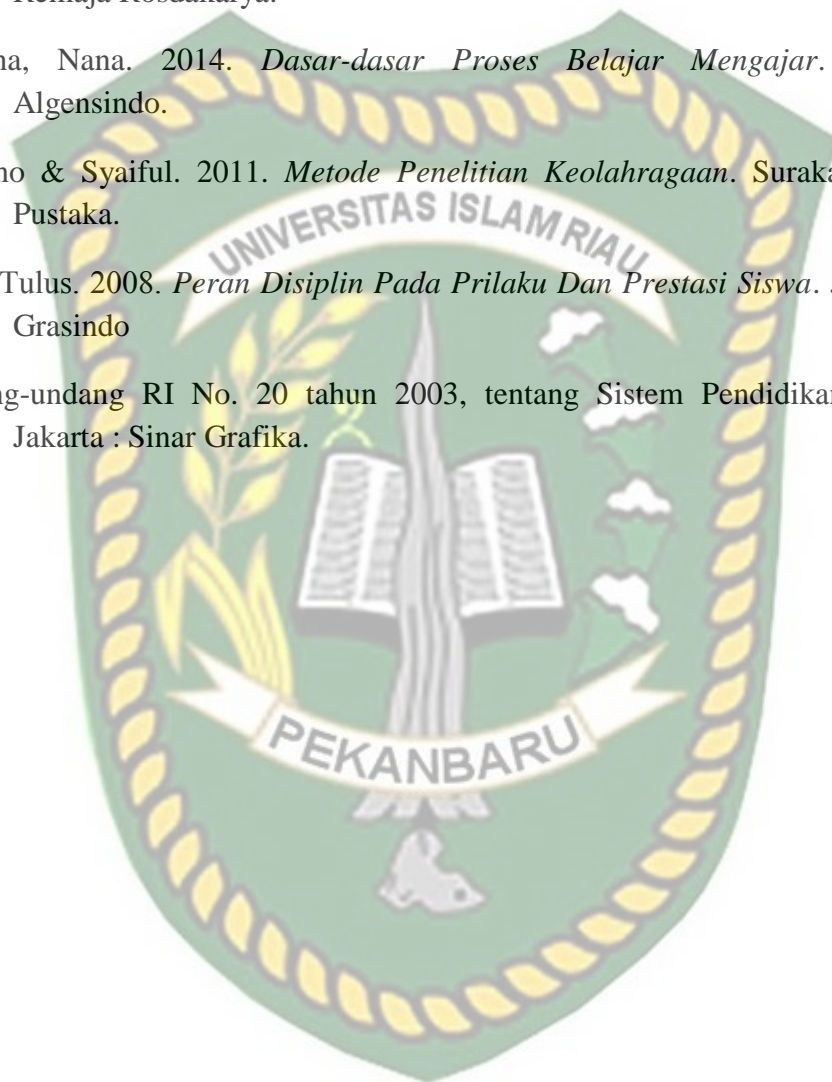 na, Nana. 2014. Dasar-dasar Proses Belajar Mengajar.
Algensindo.
no & Syaiful. 2011. Metode Penelitian Keolahragaan. Suraka
Pustaka.
Tulus. 2008. Peran Disiplin Pada Prilaku Dan Prestasi Siswa.
Grasindo
ng-undang RI No. 20 tahun 2003, tentang Sistem Pendidikan
Jakarta : Sinar Grafika.
UNIVERSITAS ISLAM RIAU
PEKANBARU